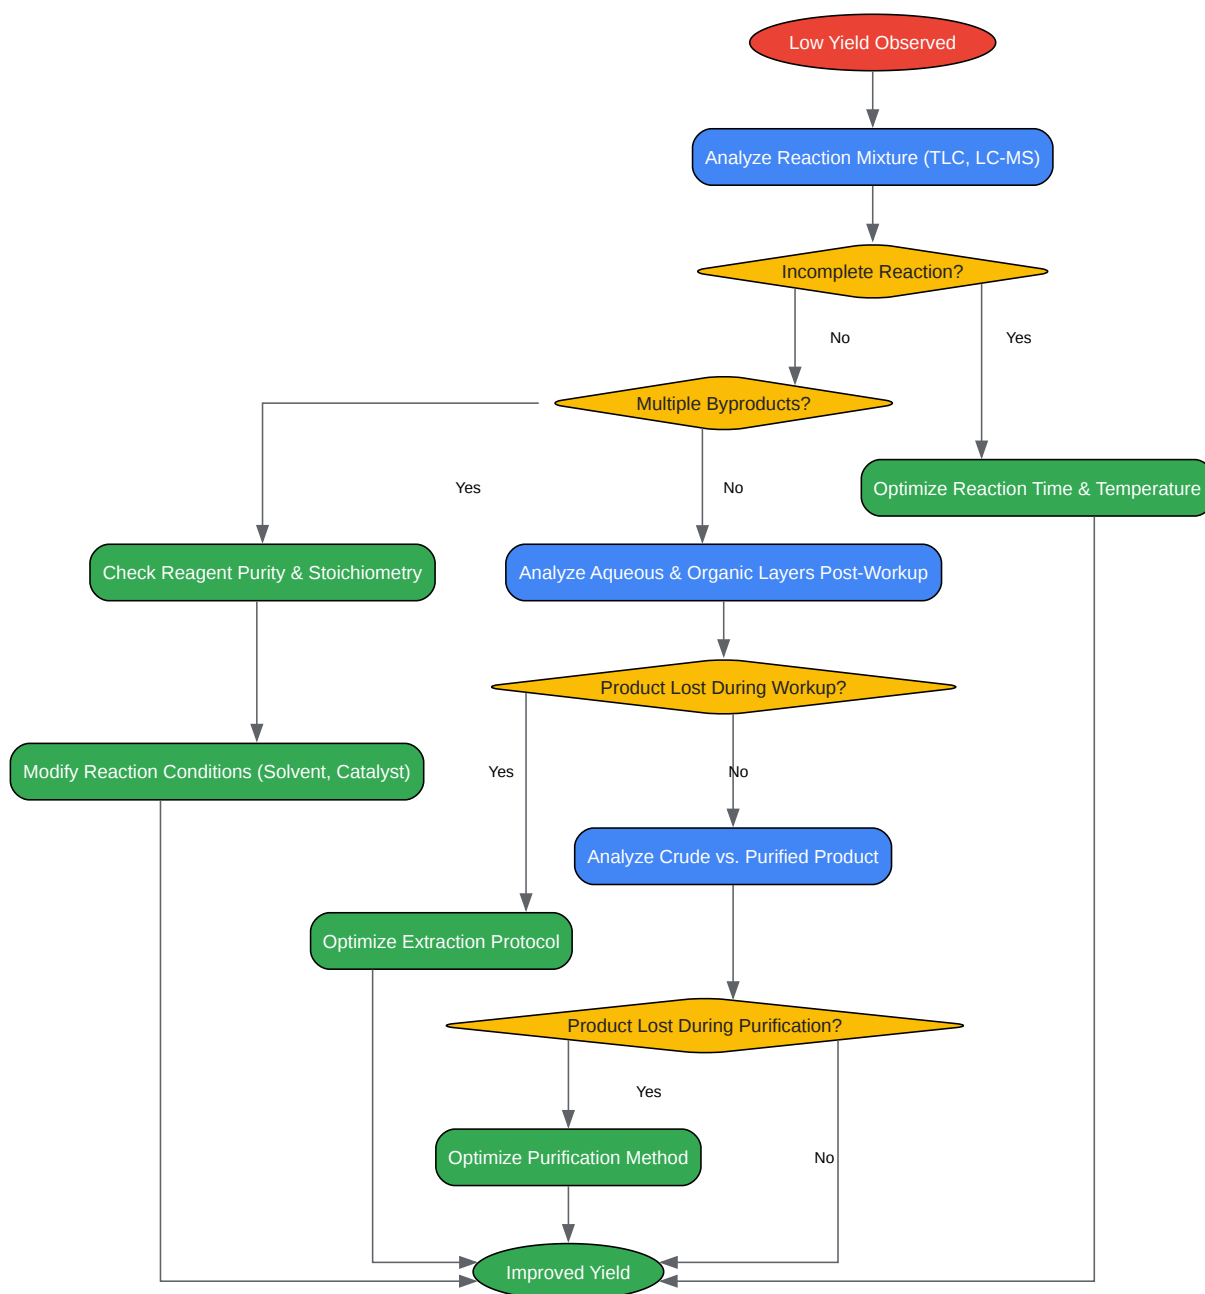 Low Yield Observed
Analyze Reaction Mixture (TLC, LC-MS)
Incomplete Reaction?
No
Yes
Multiple Byproducts?
Yes
No
Optimize Reaction Time & Temperature
Check Reagent Purity & Stoichiometry
Analyze Aqueous & Organic Layers Post-Workup
Product Lost During Workup?
Modify Reaction Conditions (Solvent, Catalyst)
Yes
No
Analyze Crude vs. Purified Product
Optimize Extraction Protocol
Product Lost During Purification?
Yes
Optimize Purification Method
No
Improved Yield